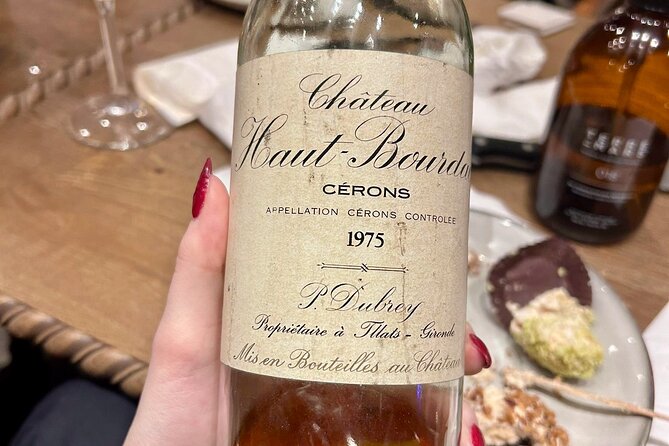 Château
Haut-Bourda
CÉRONS
APPELLATION CÉRONS CONTROLÉE
1975
P. Dubrey
Propriétaire à Illats - Gironde
Mis en Bouteilles au Château